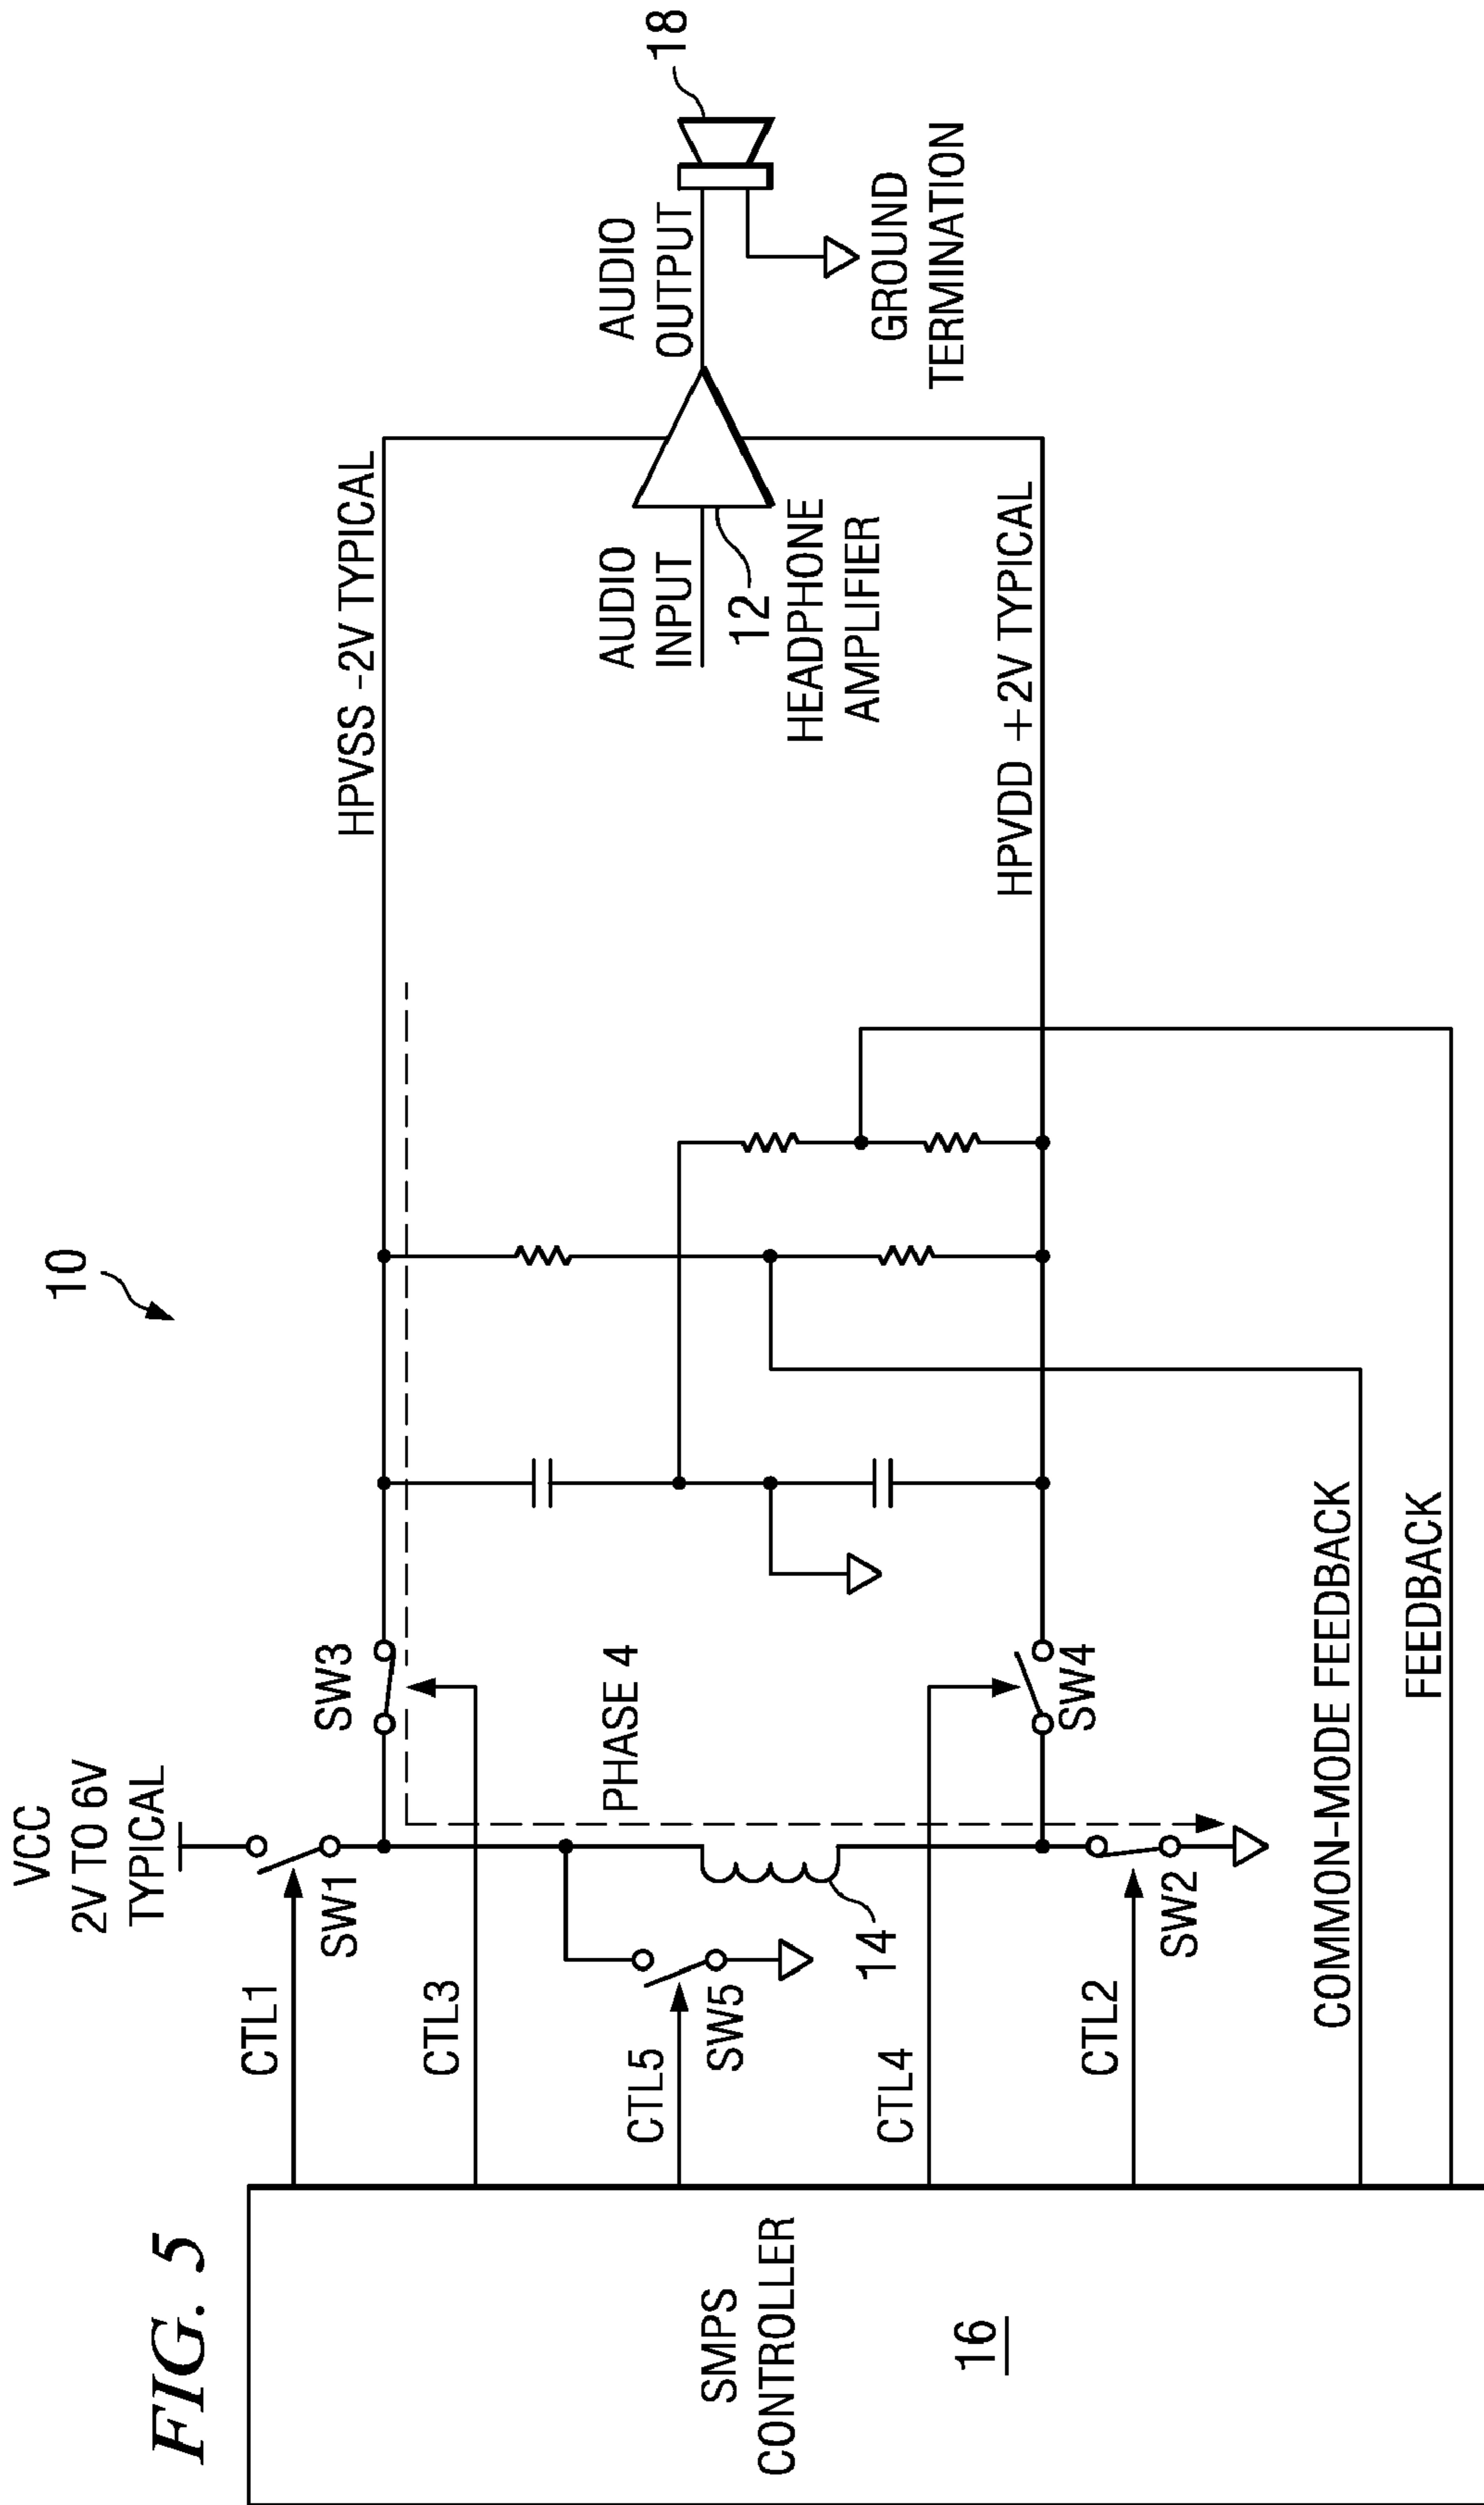 FIG. 5
10
VCC
2V TO 6V
TYPICAL
SW1
CTL1
SW3
CTL3
HPVSS -2V TYPICAL
PHASE 4
CTL5
SW5
14
CTL4
SW4
CTL2
SW2
SMPS
CONTROLLER
16
AUDIO
INPUT
12
HEADPHONE
AMPLIFIER
AUDIO
OUTPUT
18
GROUND
TERMINATION
HPVDD +2V TYPICAL
COMMON-MODE FEEDBACK
FEEDBACK